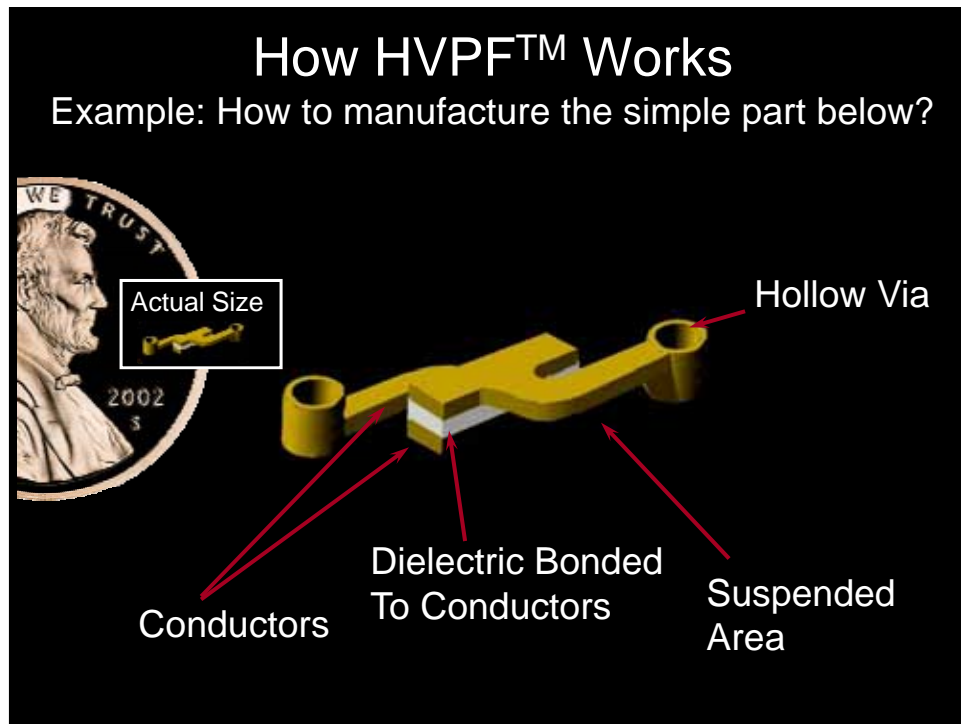 How HVPF™ Works
Example: How to manufacture the simple part below?
WE TRUST
Actual Size
2002
S
Hollow Via
Dielectric Bonded
To Conductors
Conductors
Suspended
Area